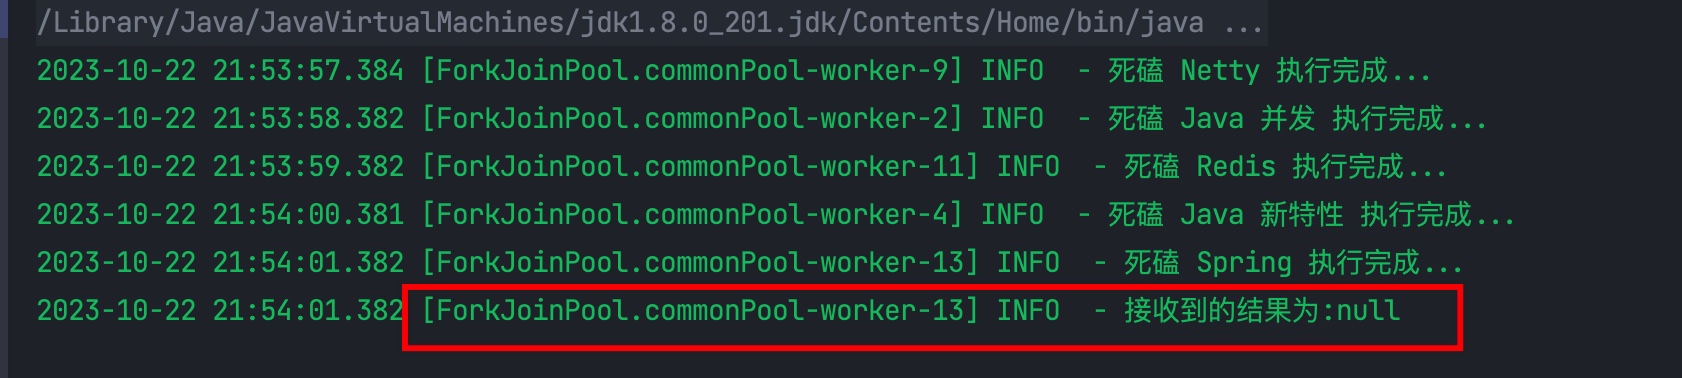 /Library/Java/JavaVirtualMachines/jdk1.8.0_201.jdk/Contents/Home/bin/java ...
2023-10-22 21:53:57.384 [ForkJoinPool.commonPool-worker-9] INFO  - 死磕 Netty 执行完成...
2023-10-22 21:53:58.382 [ForkJoinPool.commonPool-worker-2] INFO  - 死磕 Java 并发 执行完成...
2023-10-22 21:53:59.382 [ForkJoinPool.commonPool-worker-11] INFO  - 死磕 Redis 执行完成...
2023-10-22 21:54:00.381 [ForkJoinPool.commonPool-worker-4] INFO  - 死磕 Java 新特性 执行完成...
2023-10-22 21:54:01.382 [ForkJoinPool.commonPool-worker-13] INFO  - 死磕 Spring 执行完成...
2023-10-22 21:54:01.382 [ForkJoinPool.commonPool-worker-13] INFO  - 接收到的结果为:null